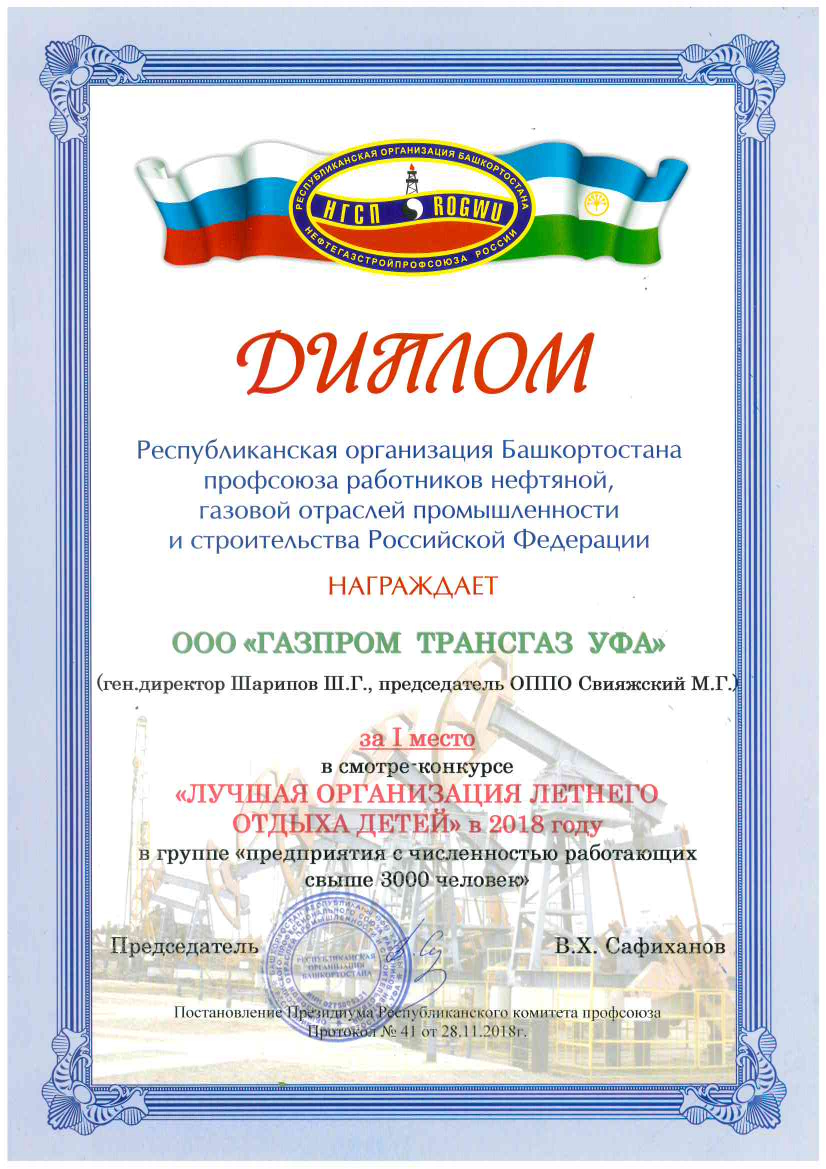 РЕСПУБЛИКАНСКАЯ ОРГАНИЗАЦИЯ БАШКОРТОСТАНА
НГСП ROGWU
НЕФТЕГАЗСТРОЙПРОФСОЮЗА РОССИИ
ДИПЛОМ
Республиканская организация Башкортостана
профсоюза работников нефтяной,
газовой отраслей промышленности
и строительства Российской Федерации
НАГРАЖДАЕТ
ООО «ГАЗПРОМ ТРАНСГАЗ УФА»
(ген.директор Шарипов Ш.Г., председатель ОППО Свияжский М.Г.)
за I место
в смотре-конкурсе
«ЛУЧШАЯ ОРГАНИЗАЦИЯ ЛЕТНЕГО
ОТДЫХА ДЕТЕЙ» в 2018 году
в группе «предприятия с численностью работающих
свыше 3000 человек»
Председатель В.Х. Сафиханов
РЕСПУБЛИКАНСКАЯ
ОРГАНИЗАЦИЯ
БАШКОРТОСТАНА
Постановление Президиума Республиканского комитета профсоюза
Протокол № 41 от 28.11.2018г.